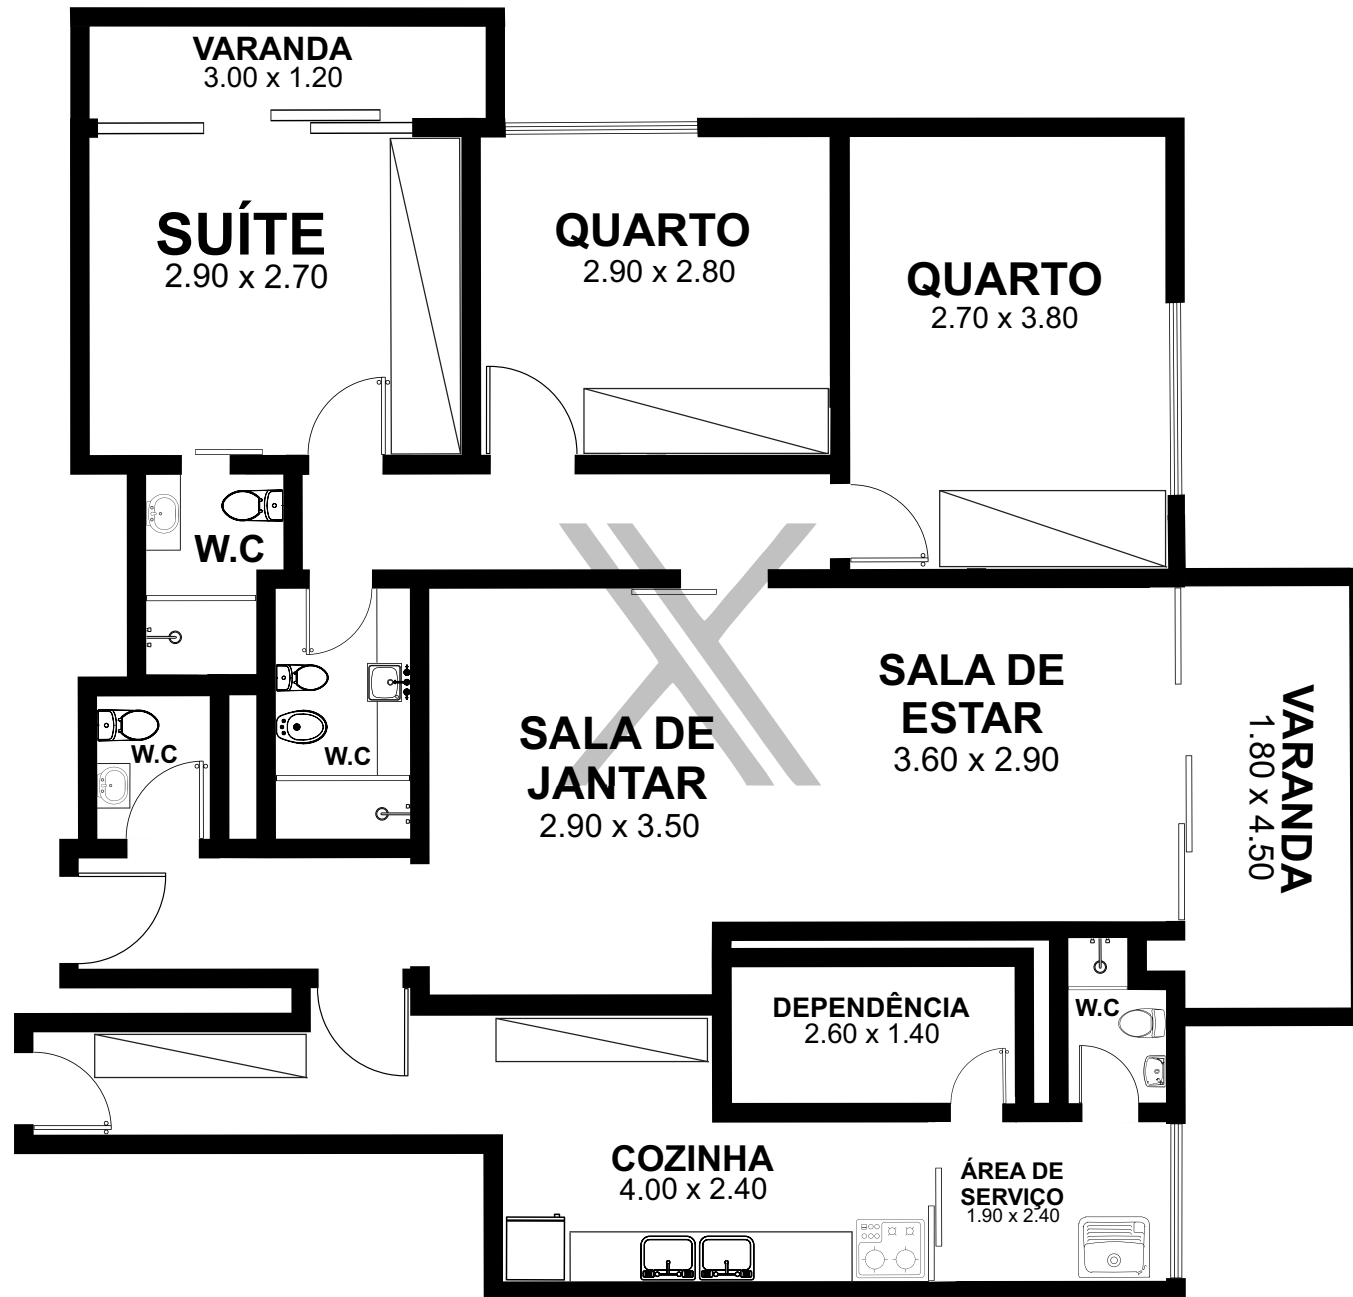 VARANDA
3.00 x 1.20
SUÍTE
2.90 x 2.70
QUARTO
2.90 x 2.80
QUARTO
2.70 x 3.80
W.C
W.C
W.C
SALA DE
JANTAR
2.90 x 3.50
SALA DE
ESTAR
3.60 x 2.90
VARANDA
1.80 x 4.50
DEPENDÊNCIA
2.60 x 1.40
W.C
COZINHA
4.00 x 2.40
ÁREA DE
SERVIÇO
1.90 x 2.40